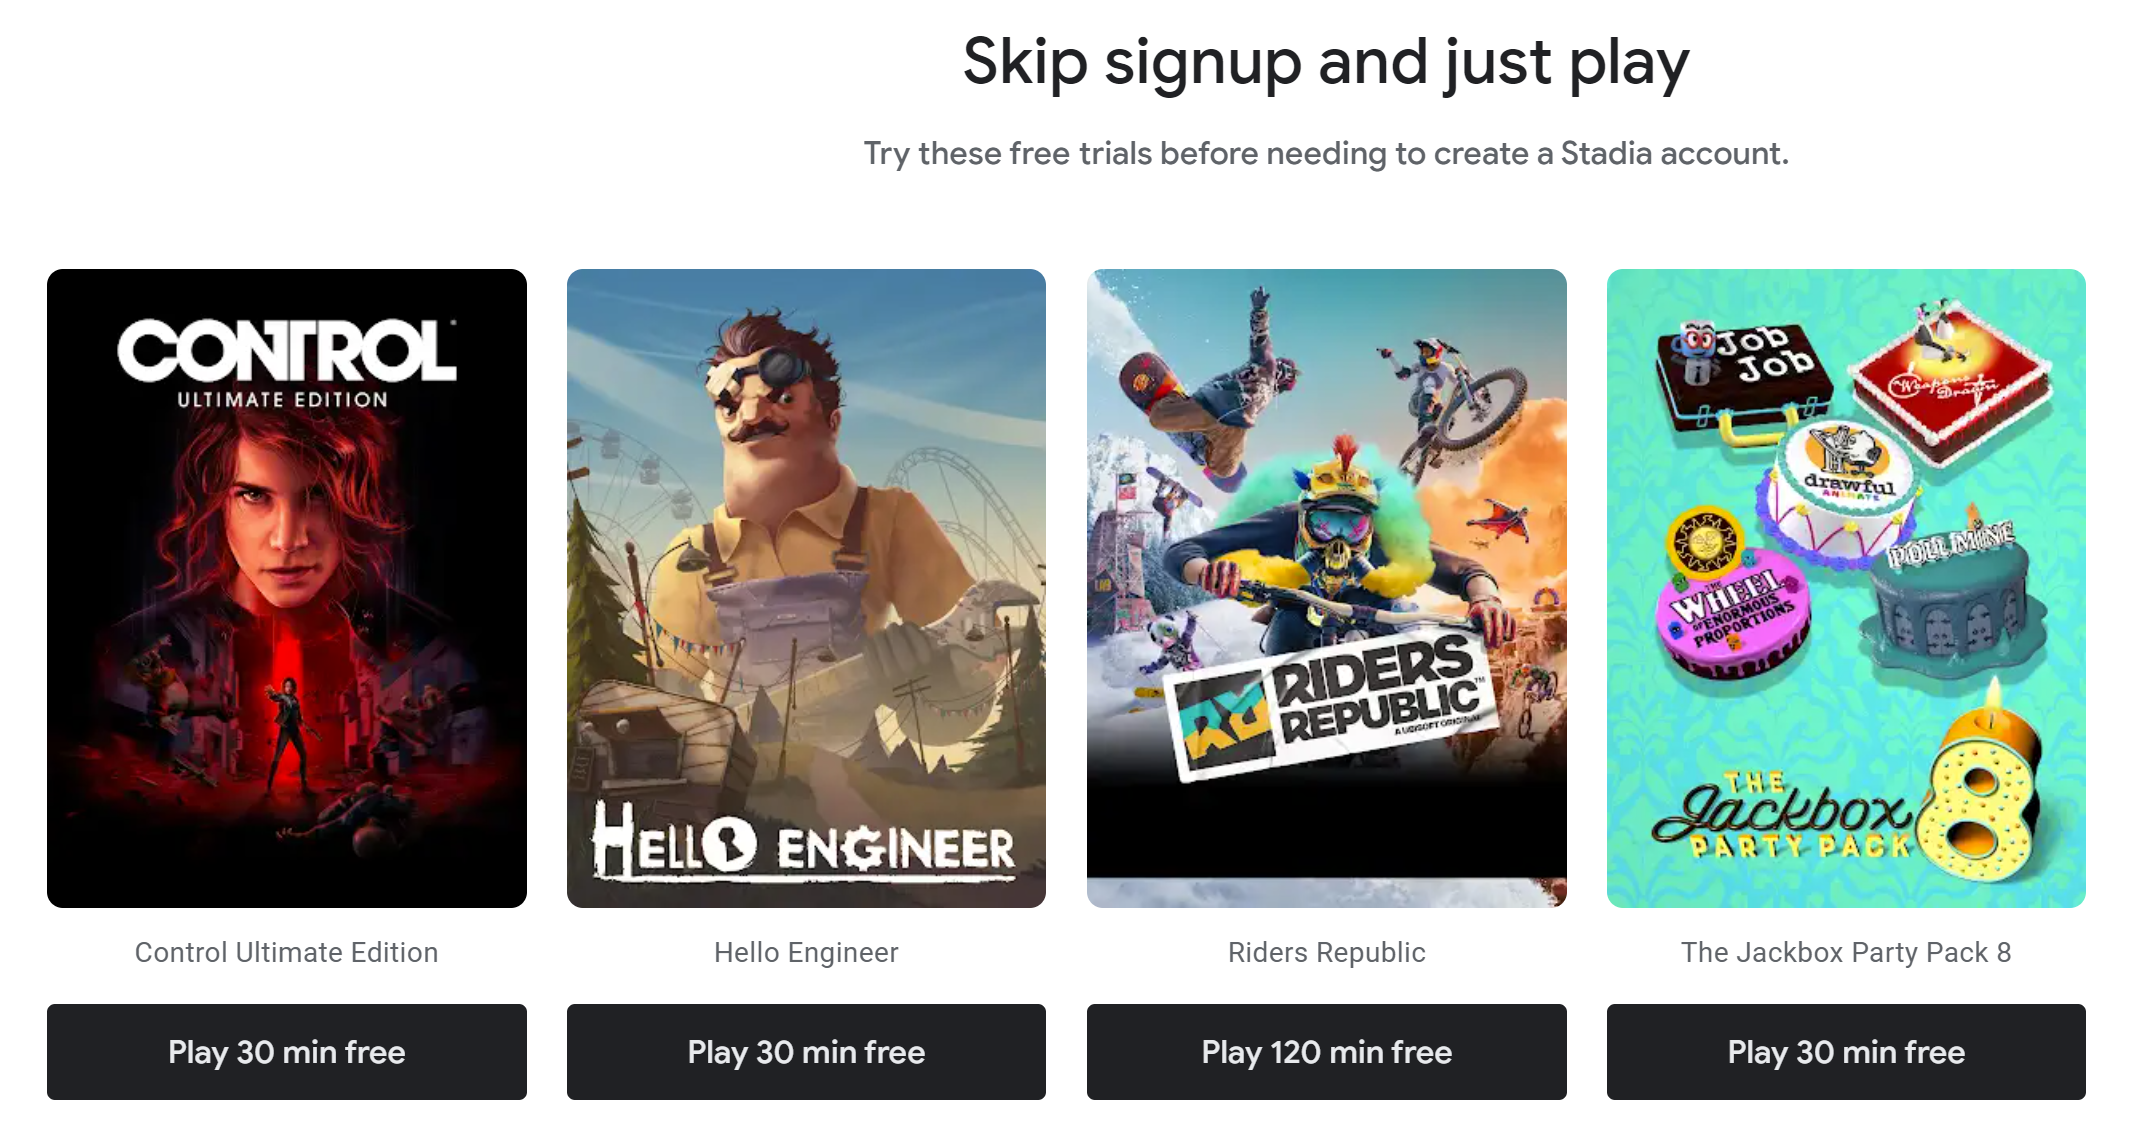 Skip signup and just play
Try these free trials before needing to create a Stadia account.
CONTROL
ULTIMATE EDITION
HELLO ENGINEER
RIDERS
REPUBLIC™
A UBISOFT ORIGINAL
Job
Job
Weapons
Drawn
drawful
ANIMATE
POLL MINE
THE
WHEEL
OF ENORMOUS
PROPORTIONS
THE
Jackbox
PARTY PACK
8
Control Ultimate Edition
Hello Engineer
Riders Republic
The Jackbox Party Pack 8
Play 30 min free
Play 30 min free
Play 120 min free
Play 30 min free